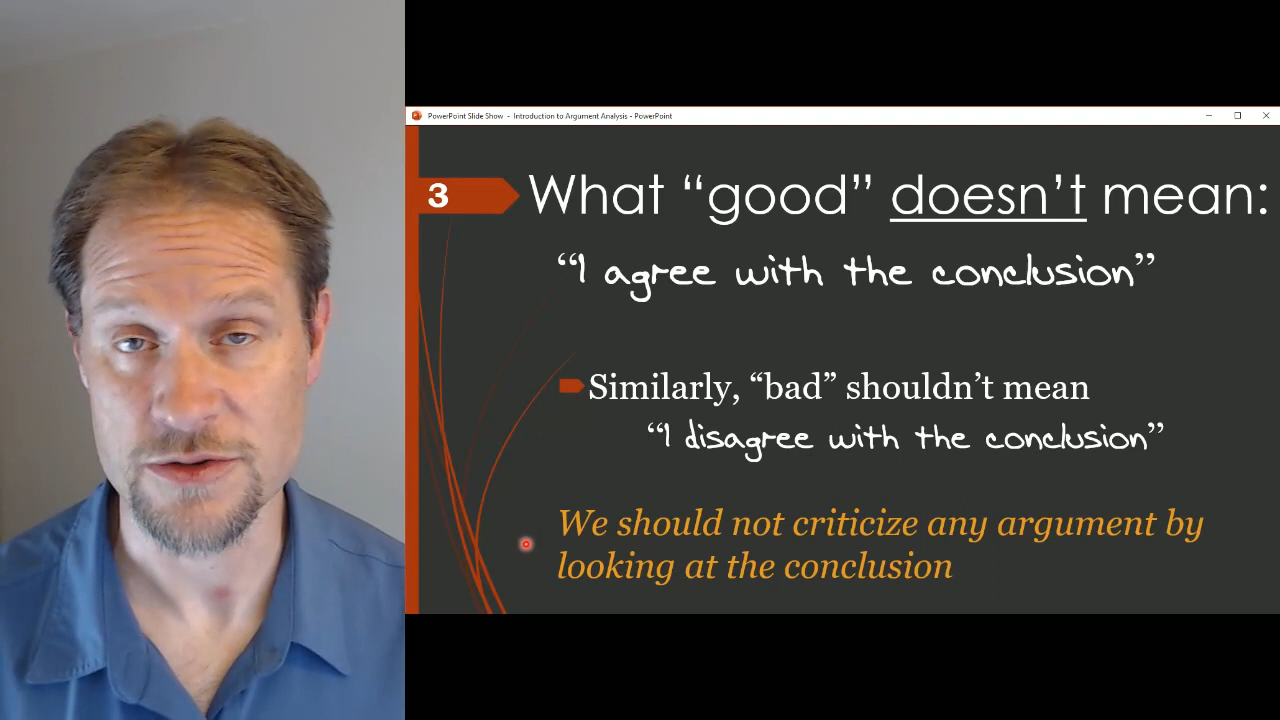 PowerPoint Slide Show - Introduction to Argument Analysis - PowerPoint
3
What “good” doesn’t mean:
“I agree with the conclusion”
Similarly, “bad” shouldn’t mean
“I disagree with the conclusion”
We should not criticize any argument by
looking at the conclusion